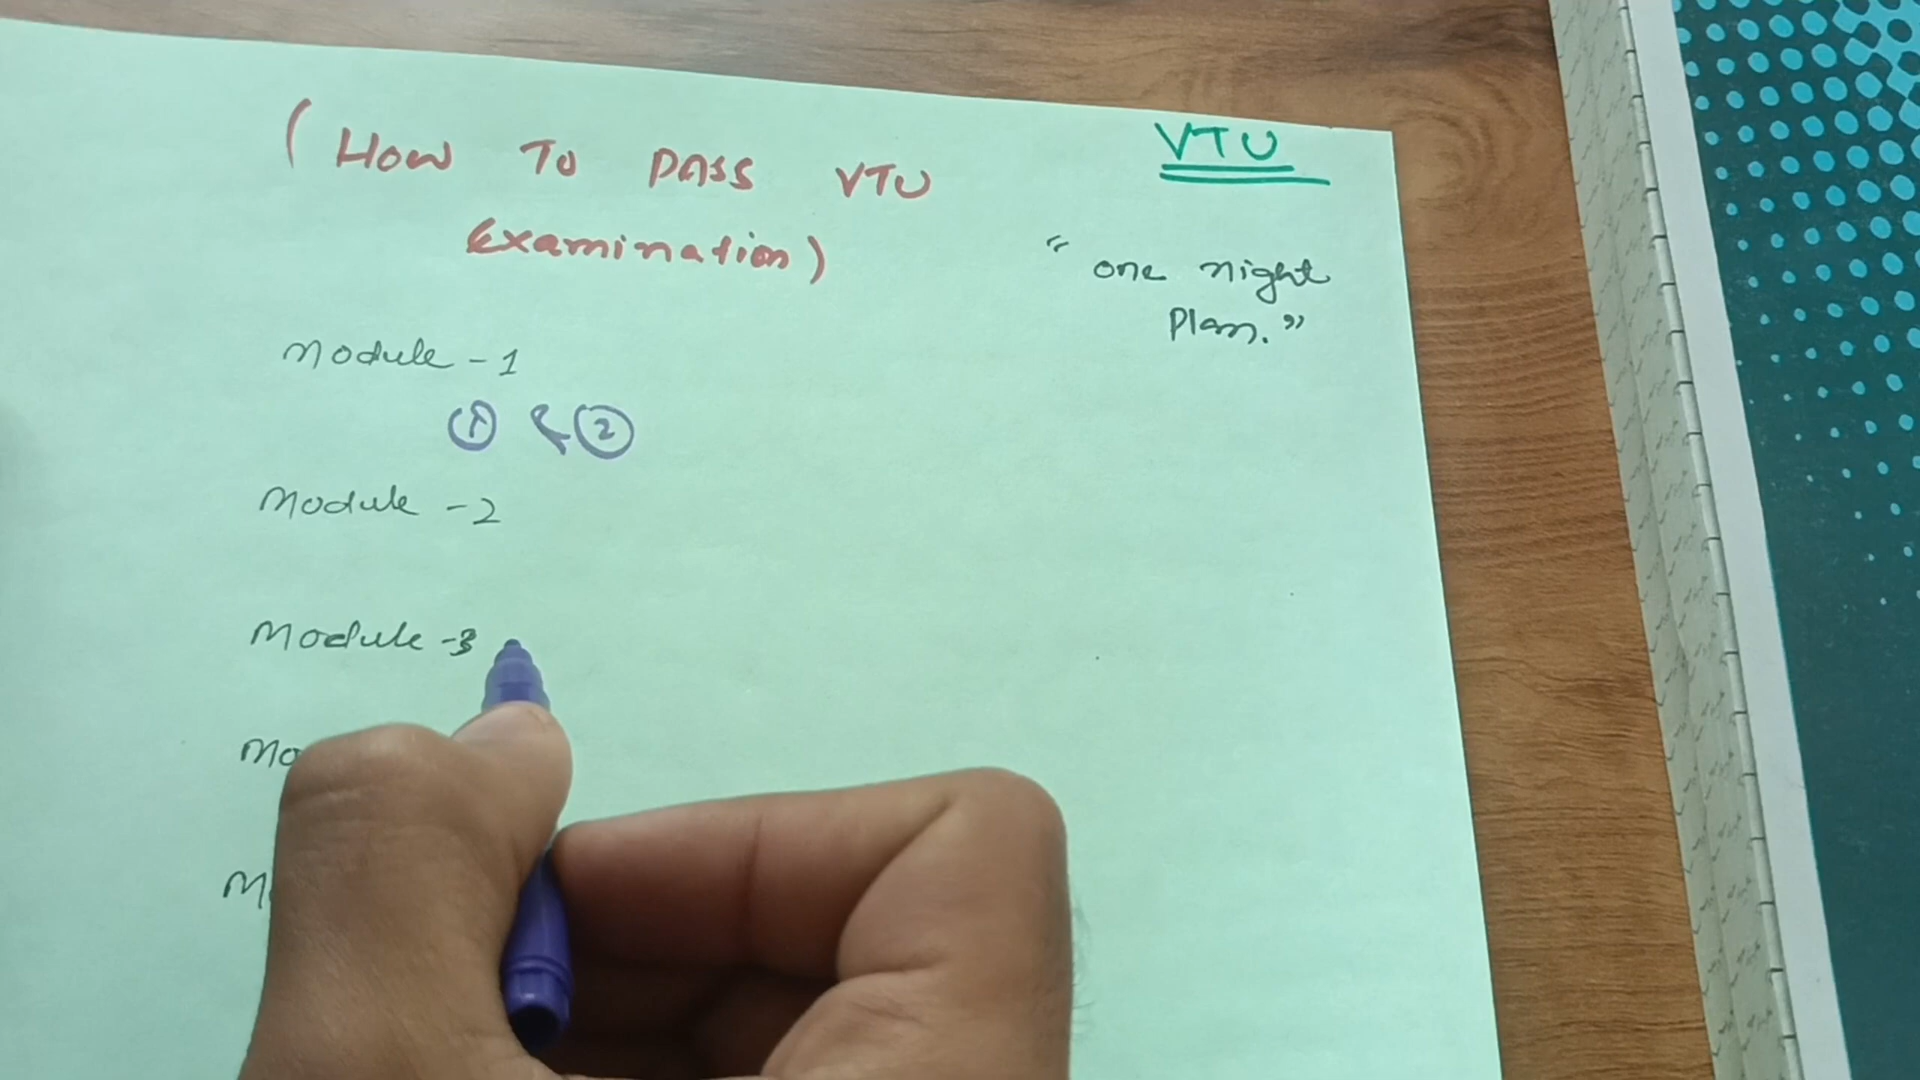 ( HOW TO PASS VTU
Examination)
VTU
"one night
Plan."
Module - 1
① & ②
Module - 2
Module - 3